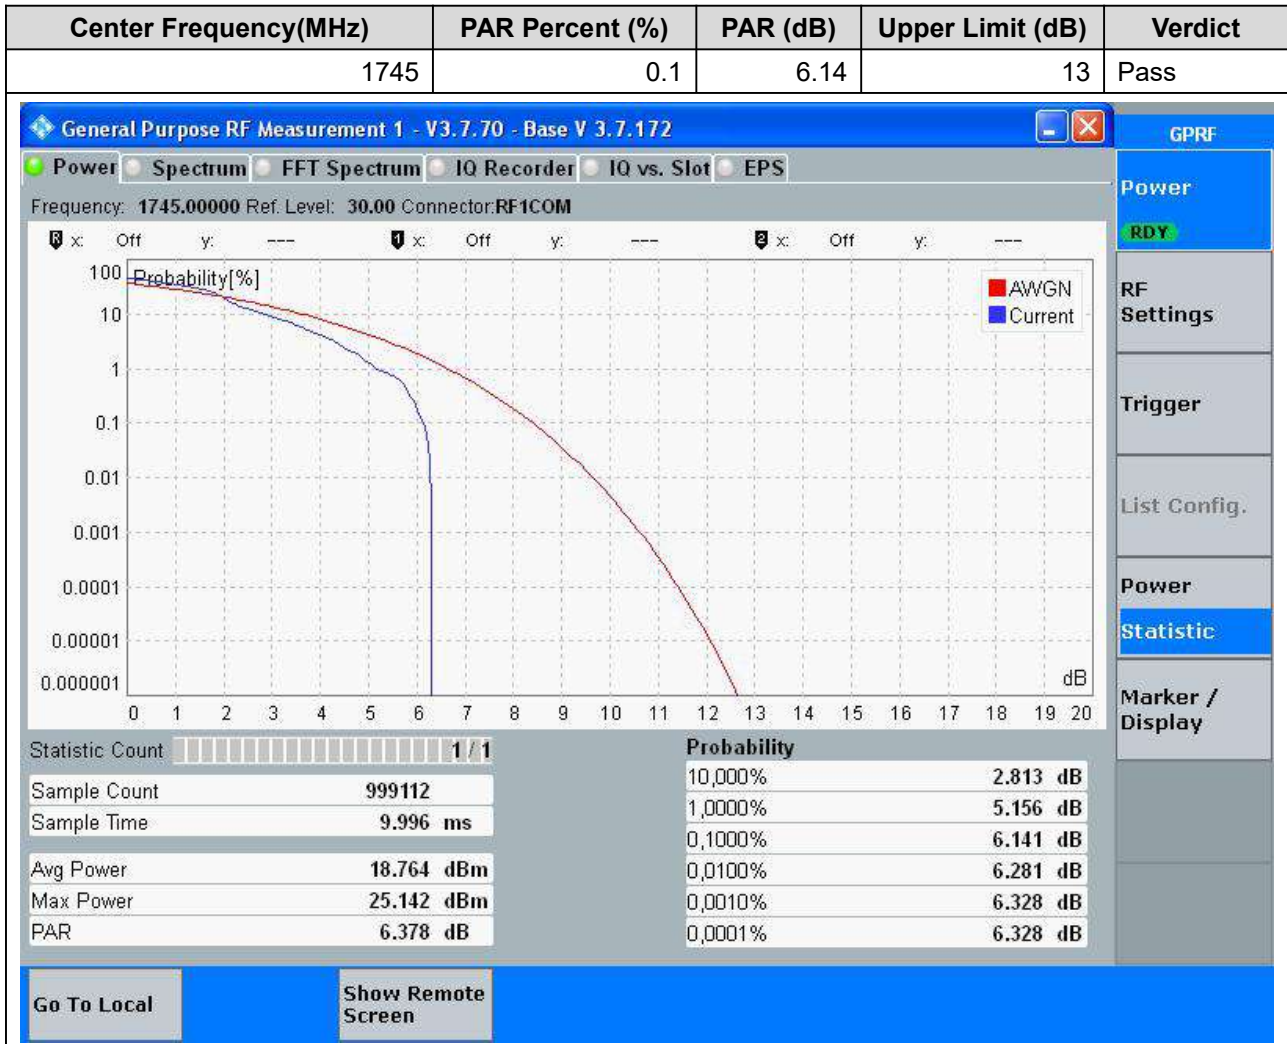 Center Frequency(MHz) PAR Percent (%) PAR (dB) Upper Limit (dB) Verdict
1745 0.1 6.14 13 Pass
General Purpose RF Measurement 1 - V3.7.70 - Base V 3.7.172
GPRF
Power Spectrum FFT Spectrum IQ Recorder IQ vs. Slot EPS
Frequency: 1745.00000 Ref. Level: 30.00 Connector:RF1COM
R x: Off y: --- 1 x: Off y: --- 2 x: Off y: ---
Probability[%]
AWGN
Current
100
10
1
0.1
0.01
0.001
0.0001
0.00001
0.000001
dB
0 1 2 3 4 5 6 7 8 9 10 11 12 13 14 15 16 17 18 19 20
Statistic Count 1 / 1
Sample Count 999112
Sample Time 9.996 ms
Avg Power 18.764 dBm
Max Power 25.142 dBm
PAR 6.378 dB
Probability
10,000% 2.813 dB
1,0000% 5.156 dB
0,1000% 6.141 dB
0,0100% 6.281 dB
0,0010% 6.328 dB
0,0001% 6.328 dB
Power
RDY
RF
Settings
Trigger
List Config.
Power
Statistic
Marker /
Display
Go To Local
Show Remote
Screen